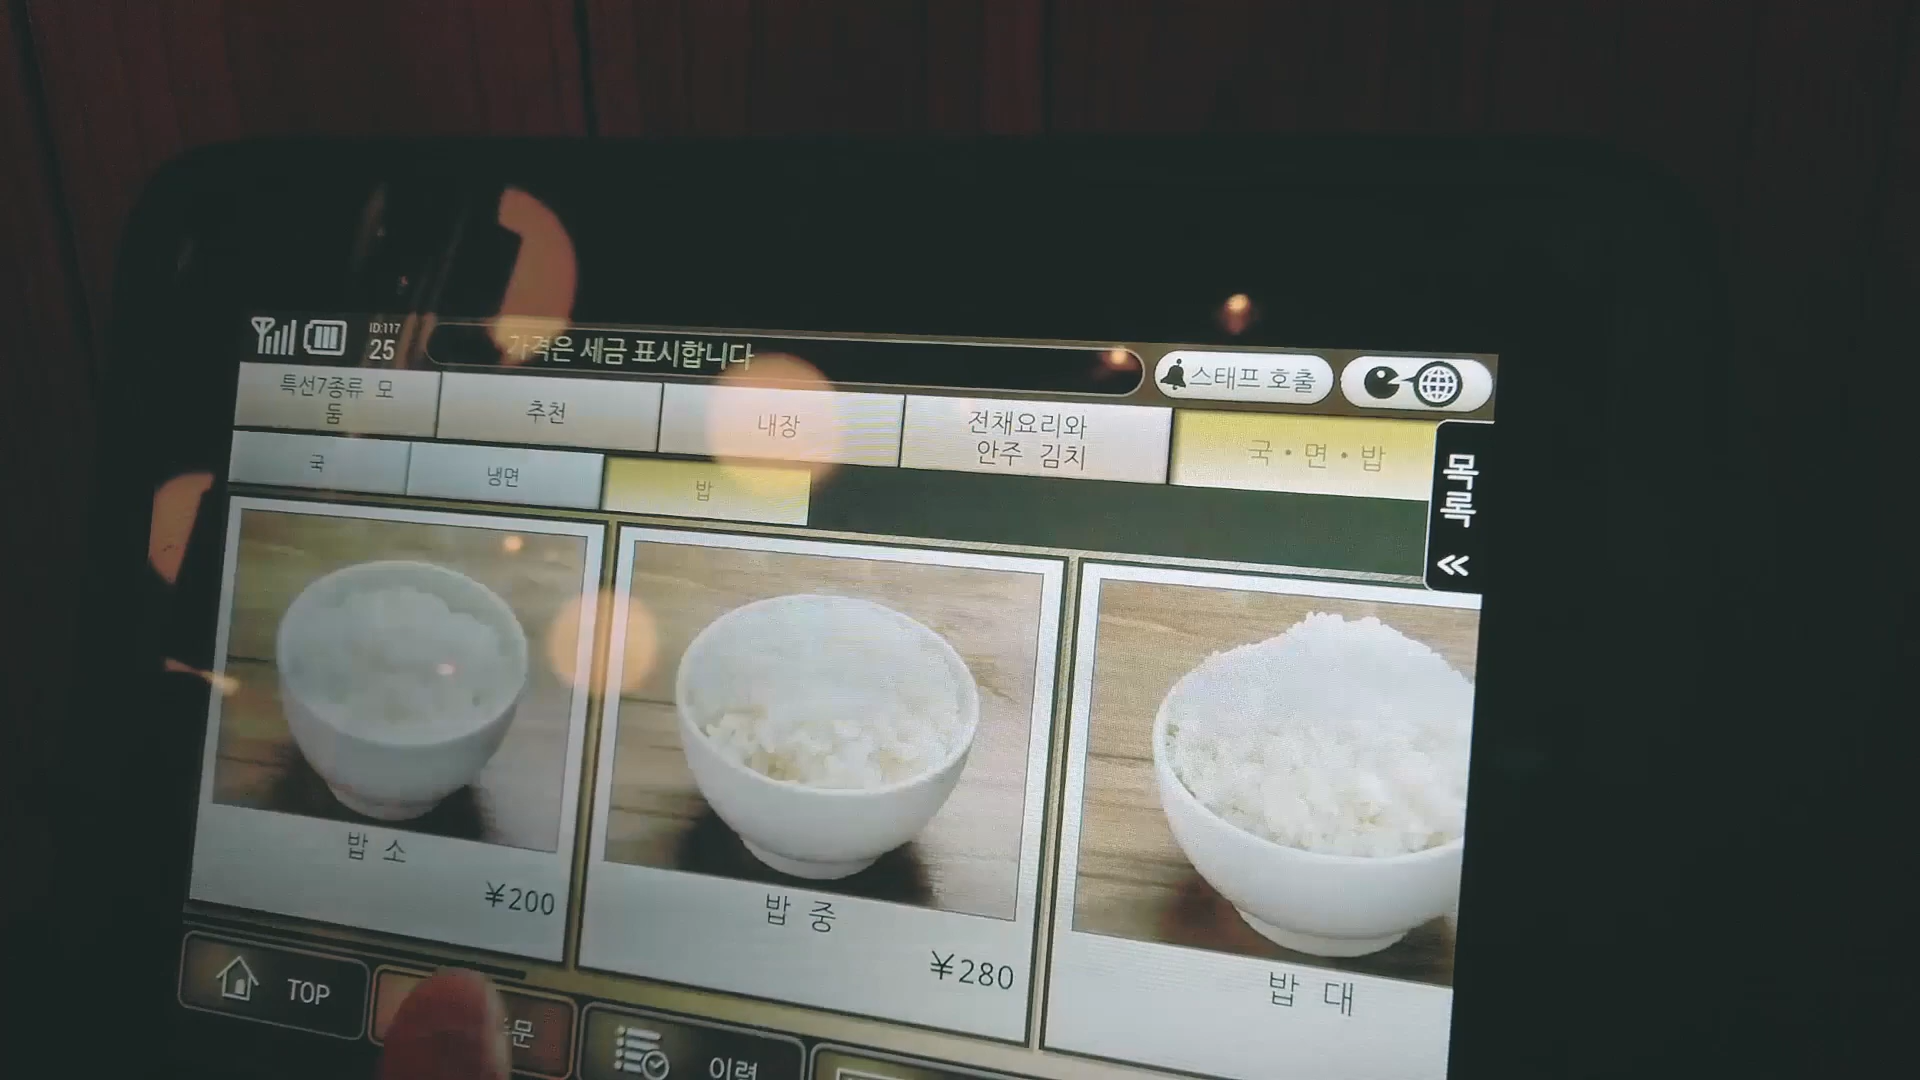 ID:117
25
가격은 세금 표시합니다
스태프 호출
특선7종류 모
둠
추천
내장
전채요리와
안주 김치
국・면・밥
목록
국
냉면
밥
밥 소
¥200
밥 중
¥280
밥 대
TOP
문
이력